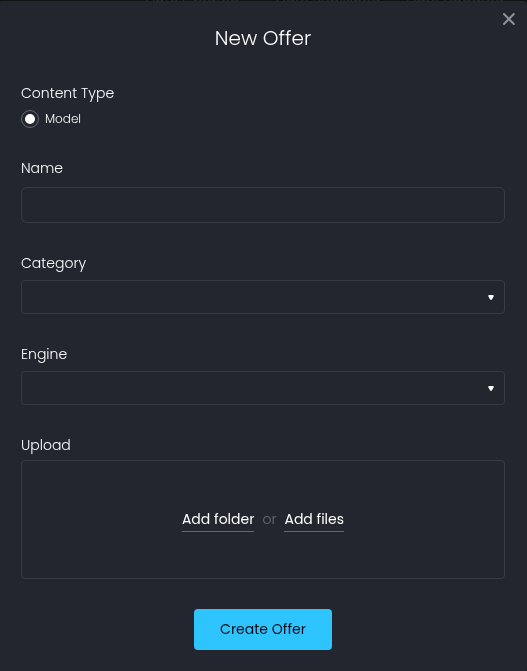 New Offer
Content Type
Model
Name
Category
Engine
Upload
Add folder or Add files
Create Offer